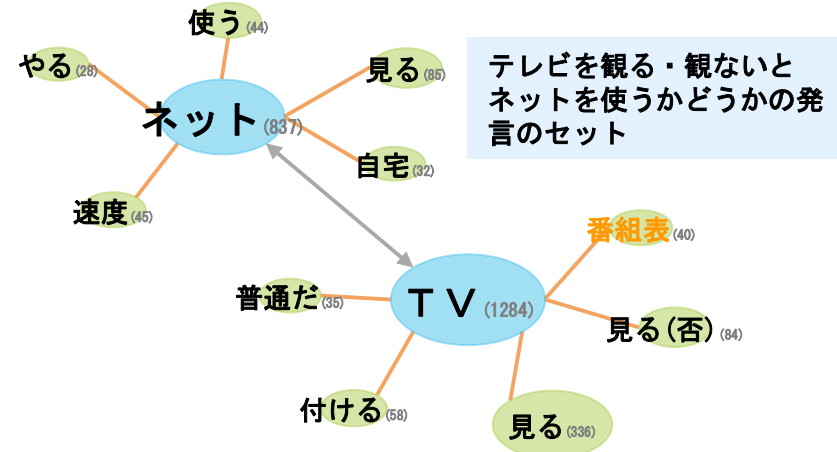 使う(44)
やる(28)
見る(85)
ネット(837)
自宅(32)
速度(45)
テレビを観る・観ないと
ネットを使うかどうかの発
言のセット
番組表(40)
普通だ(35)
ＴＶ(1284)
見る(否)(84)
付ける(58)
見る(336)